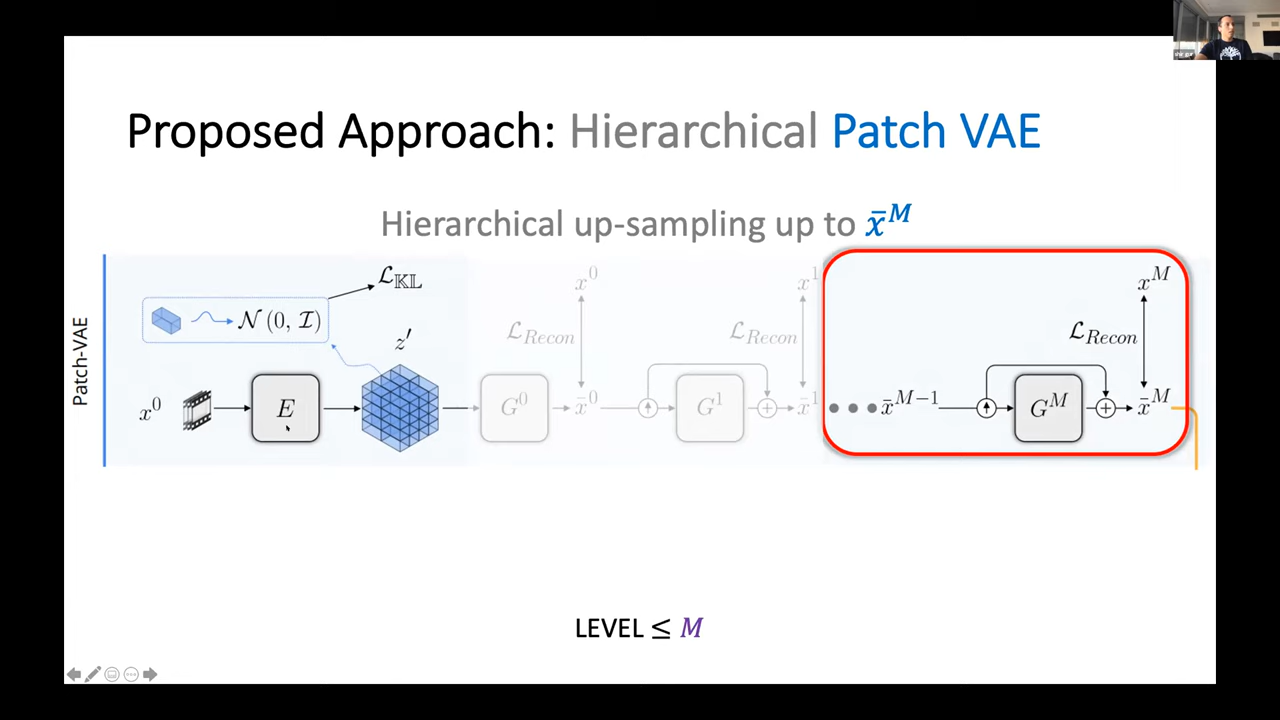 Proposed Approach: Hierarchical Patch VAE
Hierarchical up-sampling up to x̄^M
Patch-VAE
ℒ_𝕂𝕃
𝒩(0, ℐ)
z′
x^0
E
G^0
x̄^0
x^0
ℒ_Recon
G^1
x̄^1
x^1
ℒ_Recon
x̄^{M−1}
G^M
x̄^M
x^M
ℒ_Recon
LEVEL ≤ M